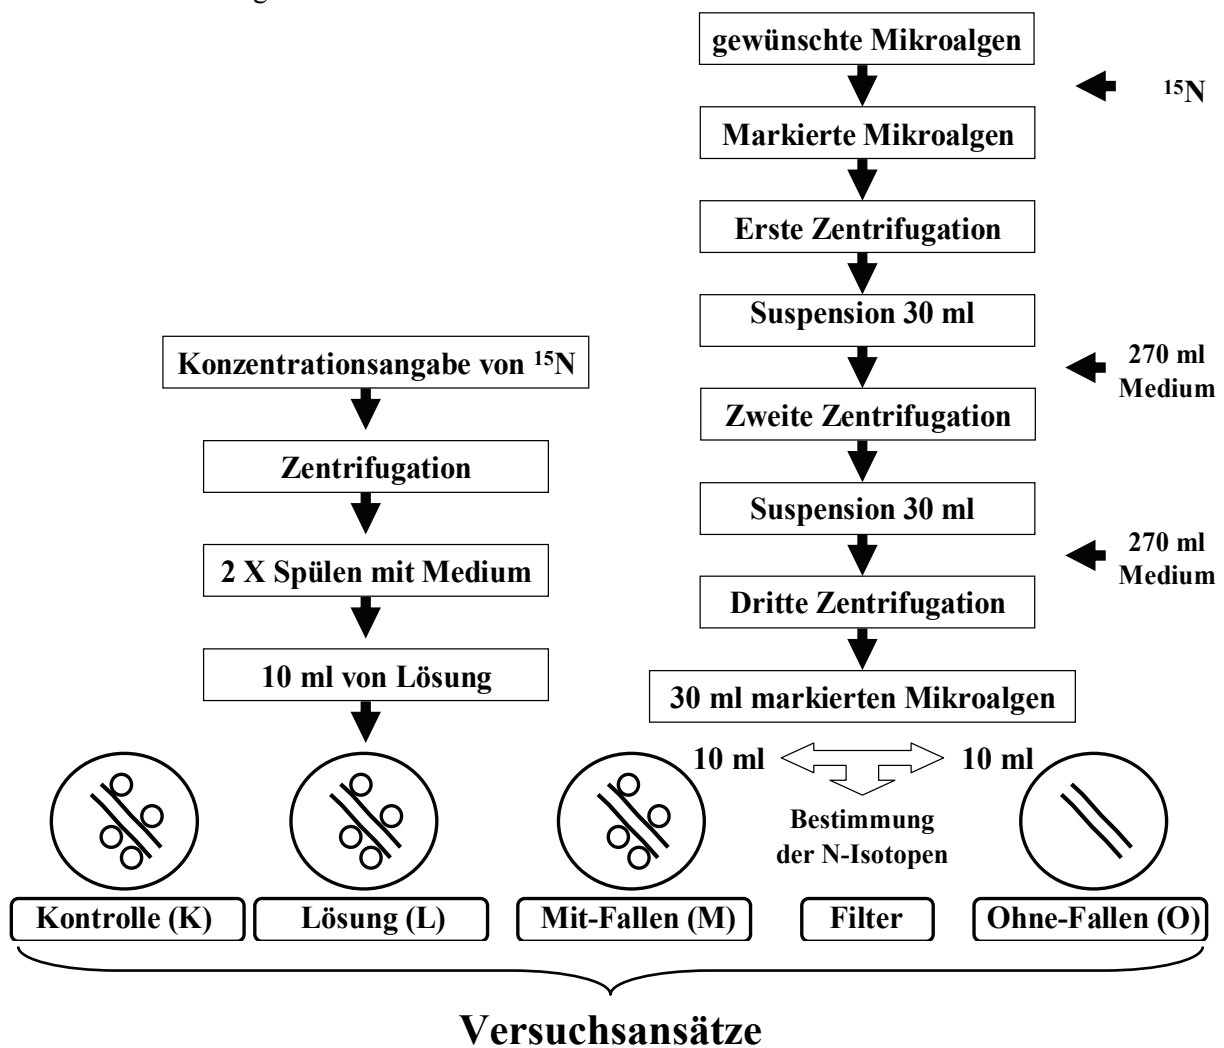 gewünschte Mikroalgen
¹⁵N
Markierte Mikroalgen
Erste Zentrifugation
Suspension 30 ml
270 ml
Medium
Zweite Zentrifugation
Suspension 30 ml
270 ml
Medium
Dritte Zentrifugation
30 ml markierten Mikroalgen
Konzentrationsangabe von ¹⁵N
Zentrifugation
2 X Spülen mit Medium
10 ml von Lösung
10 ml
10 ml
Bestimmung
der N-Isotopen
Kontrolle (K)
Lösung (L)
Mit-Fallen (M)
Filter
Ohne-Fallen (O)
Versuchsansätze